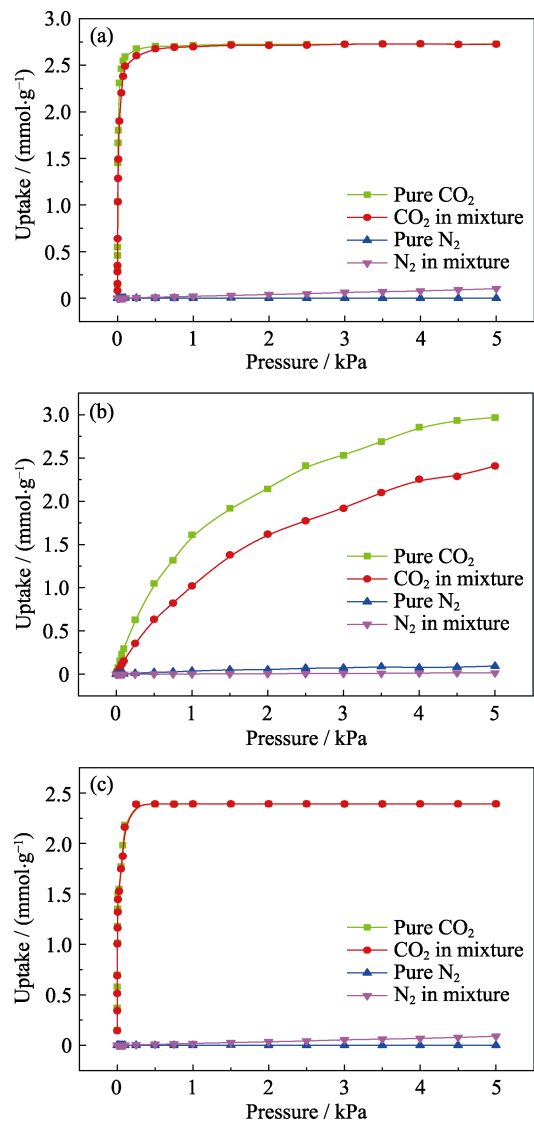 (a)
3.0
2.5
2.0
1.5
1.0
0.5
0
Uptake / (mmol·g⁻¹)
Pure CO₂
CO₂ in mixture
Pure N₂
N₂ in mixture
0 1 2 3 4 5
Pressure / kPa
(b)
3.0
2.5
2.0
1.5
1.0
0.5
0
Uptake / (mmol·g⁻¹)
Pure CO₂
CO₂ in mixture
Pure N₂
N₂ in mixture
0 1 2 3 4 5
Pressure / kPa
(c)
2.5
2.0
1.5
1.0
0.5
0
Uptake / (mmol·g⁻¹)
Pure CO₂
CO₂ in mixture
Pure N₂
N₂ in mixture
0 1 2 3 4 5
Pressure / kPa